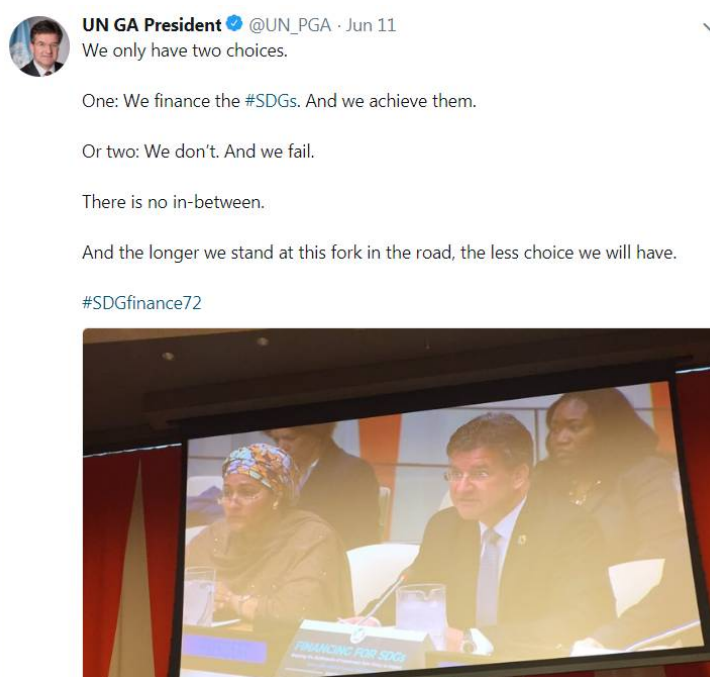 UN GA President @UN_PGA · Jun 11
We only have two choices.
One: We finance the #SDGs. And we achieve them.
Or two: We don't. And we fail.
There is no in-between.
And the longer we stand at this fork in the road, the less choice we will have.
#SDGfinance72
FINANCING FOR SDGs